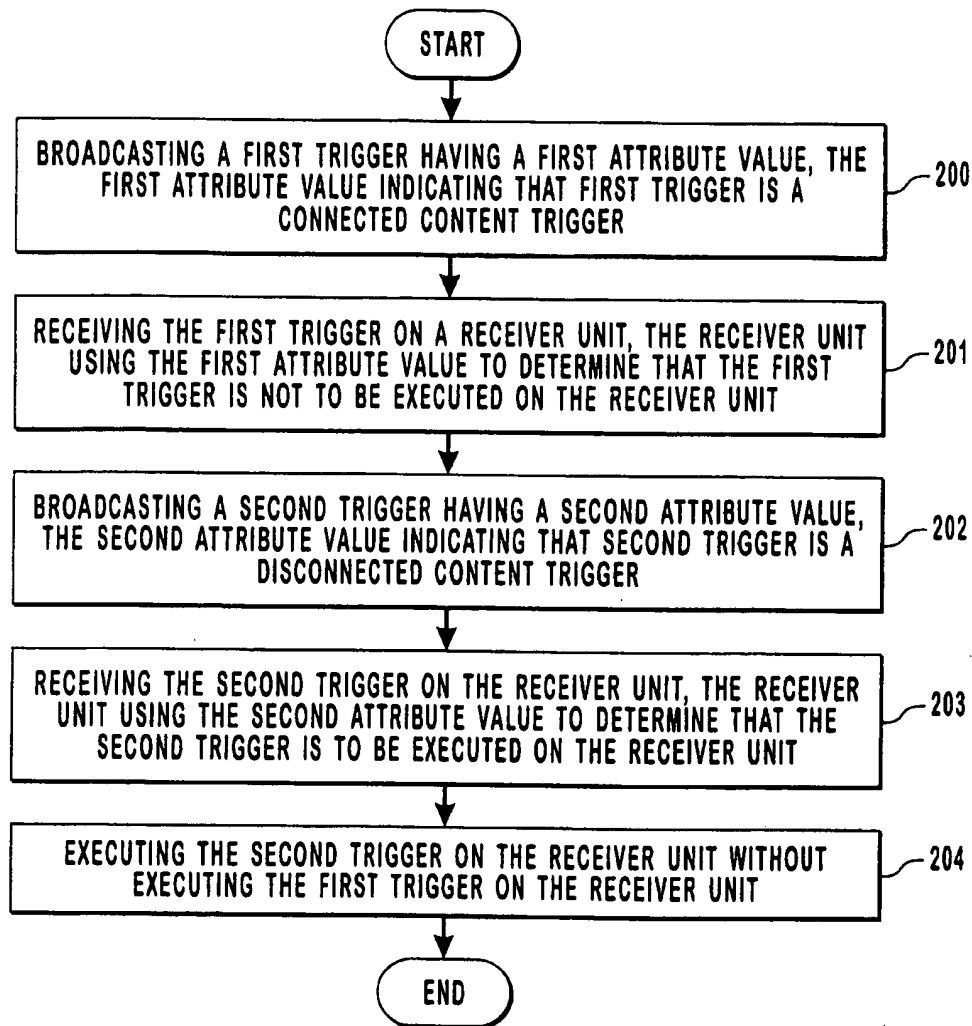 START
BROADCASTING A FIRST TRIGGER HAVING A FIRST ATTRIBUTE VALUE, THE
FIRST ATTRIBUTE VALUE INDICATING THAT FIRST TRIGGER IS A
CONNECTED CONTENT TRIGGER
200
RECEIVING THE FIRST TRIGGER ON A RECEIVER UNIT, THE RECEIVER UNIT
USING THE FIRST ATTRIBUTE VALUE TO DETERMINE THAT THE FIRST
TRIGGER IS NOT TO BE EXECUTED ON THE RECEIVER UNIT
201
BROADCASTING A SECOND TRIGGER HAVING A SECOND ATTRIBUTE VALUE,
THE SECOND ATTRIBUTE VALUE INDICATING THAT SECOND TRIGGER IS A
DISCONNECTED CONTENT TRIGGER
202
RECEIVING THE SECOND TRIGGER ON THE RECEIVER UNIT, THE RECEIVER
UNIT USING THE SECOND ATTRIBUTE VALUE TO DETERMINE THAT THE
SECOND TRIGGER IS TO BE EXECUTED ON THE RECEIVER UNIT
203
EXECUTING THE SECOND TRIGGER ON THE RECEIVER UNIT WITHOUT
EXECUTING THE FIRST TRIGGER ON THE RECEIVER UNIT
204
END